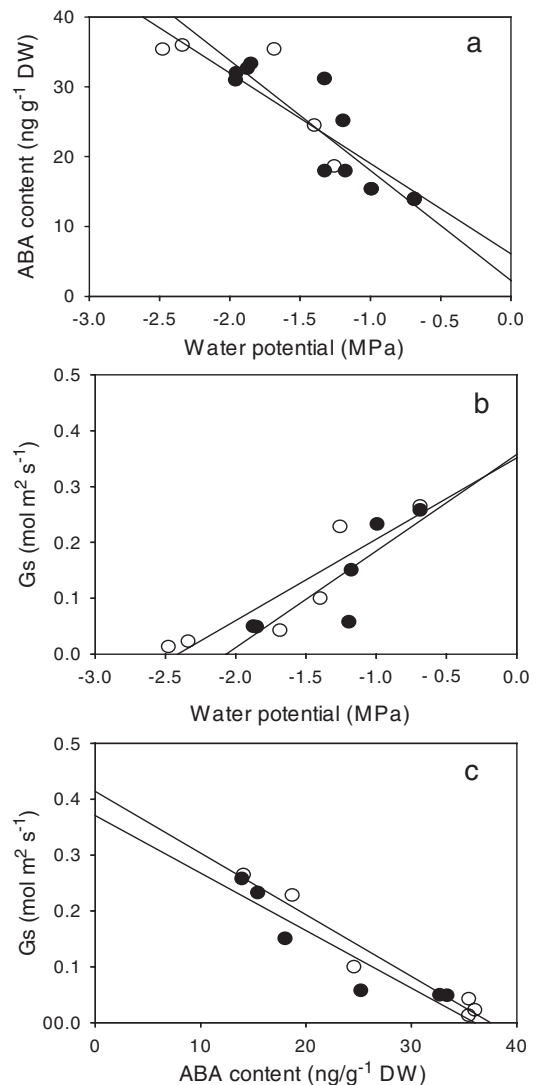 a
ABA content (ng g-1 DW)
40
30
20
10
0
-3.0 -2.5 -2.0 -1.5 -1.0 - 0.5 0.0
Water potential (MPa)
b
Gs (mol m2 s-1)
0.5
0.4
0.3
0.2
0.1
0.0
-3.0 -2.5 -2.0 -1.5 -1.0 - 0.5 0.0
Water potential (MPa)
c
Gs (mol m2 s-1)
0.5
0.4
0.3
0.2
0.1
00.0
0 10 20 30 40
ABA content (ng/g-1 DW)